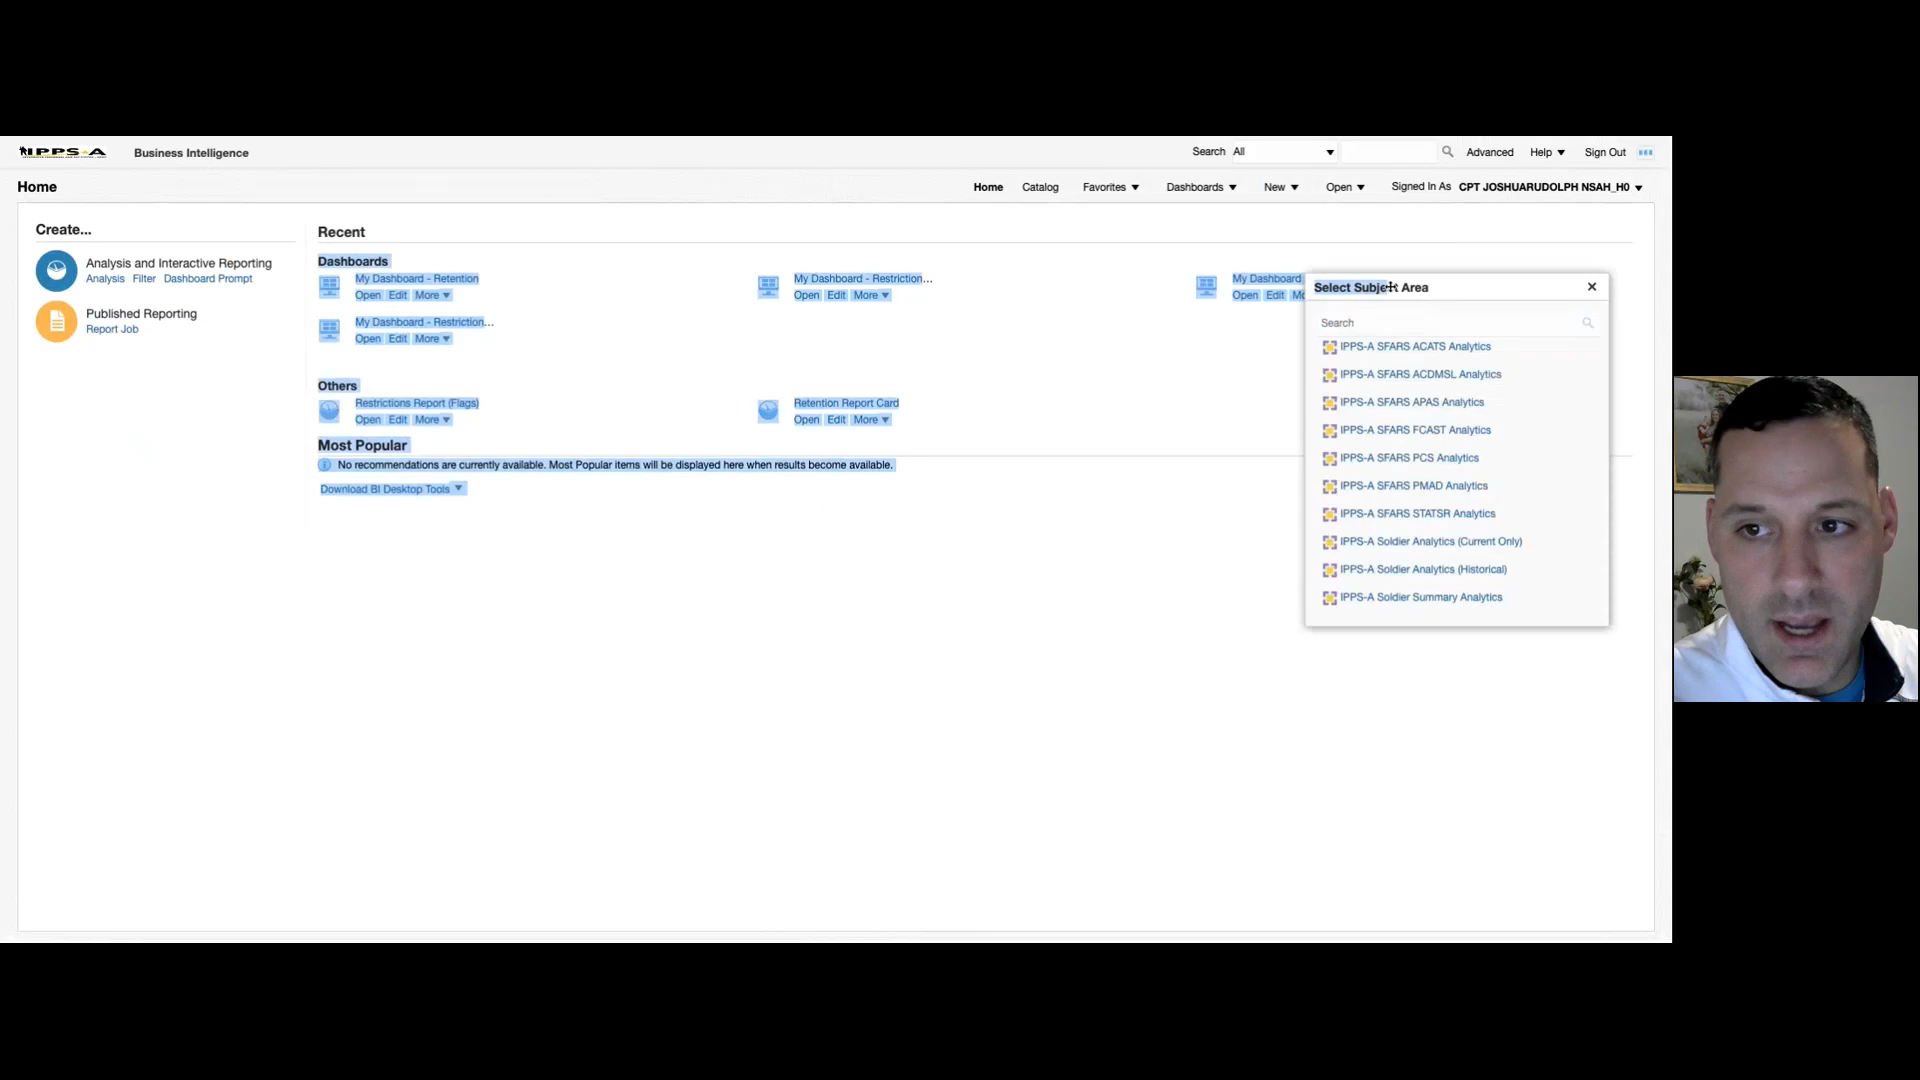 IPPS-A Business Intelligence Search All Advanced Help Sign Out
Home Home Catalog Favorites Dashboards New Open Signed In As CPT JOSHUARUDOLPH NSAH_H0
Create...
Analysis and Interactive Reporting
Analysis Filter Dashboard Prompt
Published Reporting
Report Job
Recent
Dashboards
My Dashboard - Retention
Open Edit More
My Dashboard - Restriction...
Open Edit More
My Dashboard
Open Edit
My Dashboard - Restriction...
Open Edit More
Others
Restrictions Report (Flags)
Open Edit More
Retention Report Card
Open Edit More
Most Popular
No recommendations are currently available. Most Popular items will be displayed here when results become available.
Download BI Desktop Tools
Select Subject Area
Search
IPPS-A SFARS ACATS Analytics
IPPS-A SFARS ACDMSL Analytics
IPPS-A SFARS APAS Analytics
IPPS-A SFARS FCAST Analytics
IPPS-A SFARS PCS Analytics
IPPS-A SFARS PMAD Analytics
IPPS-A SFARS STATSR Analytics
IPPS-A Soldier Analytics (Current Only)
IPPS-A Soldier Analytics (Historical)
IPPS-A Soldier Summary Analytics